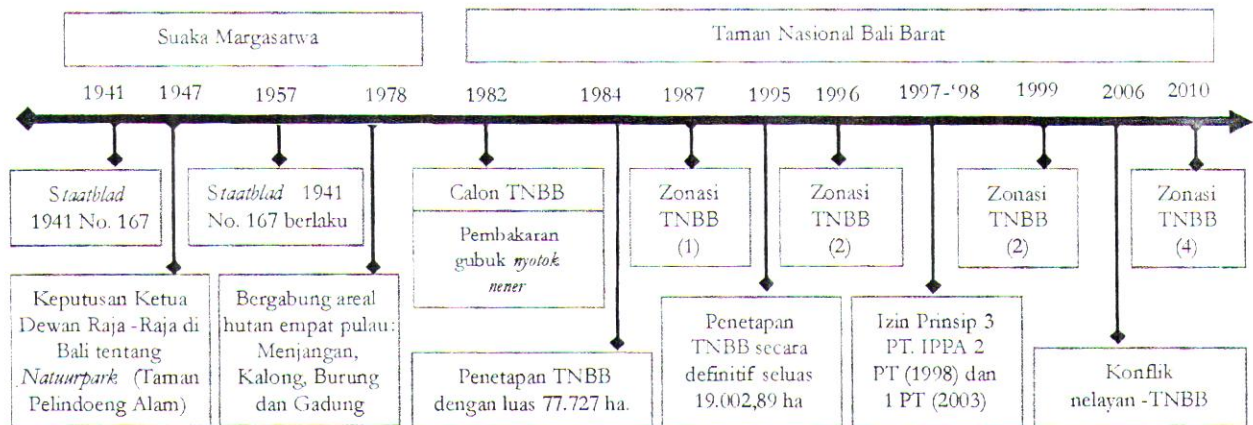 Suaka Margasatwa
Taman Nasional Bali Barat
1941 1947 1957 1978 1982 1984 1987 1995 1996 1997-'98 1999 2006 2010
Staatblad
1941 No. 167
Staatblad 1941
No. 167 berlaku
Calon TNBB
Pembakaran
gubuk nyotok
nener
Zonasi
TNBB
(1)
Zonasi
TNBB
(2)
Zonasi
TNBB
(2)
Zonasi
TNBB
(4)
Keputusan Ketua
Dewan Raja -Raja di
Bali tentang
Natuurpark (Taman
Pelindoeng Alam)
Bergabung areal
hutan empat pulau:
Menjangan,
Kalong, Burung
dan Gadung
Penetapan TNBB
dengan luas 77.727 ha.
Penetapan
TNBB secara
definitif seluas
19.002,89 ha
Izin Prinsip 3
PT. IPPA 2
PT (1998) dan
1 PT (2003)
Konflik
nelayan -TNBB